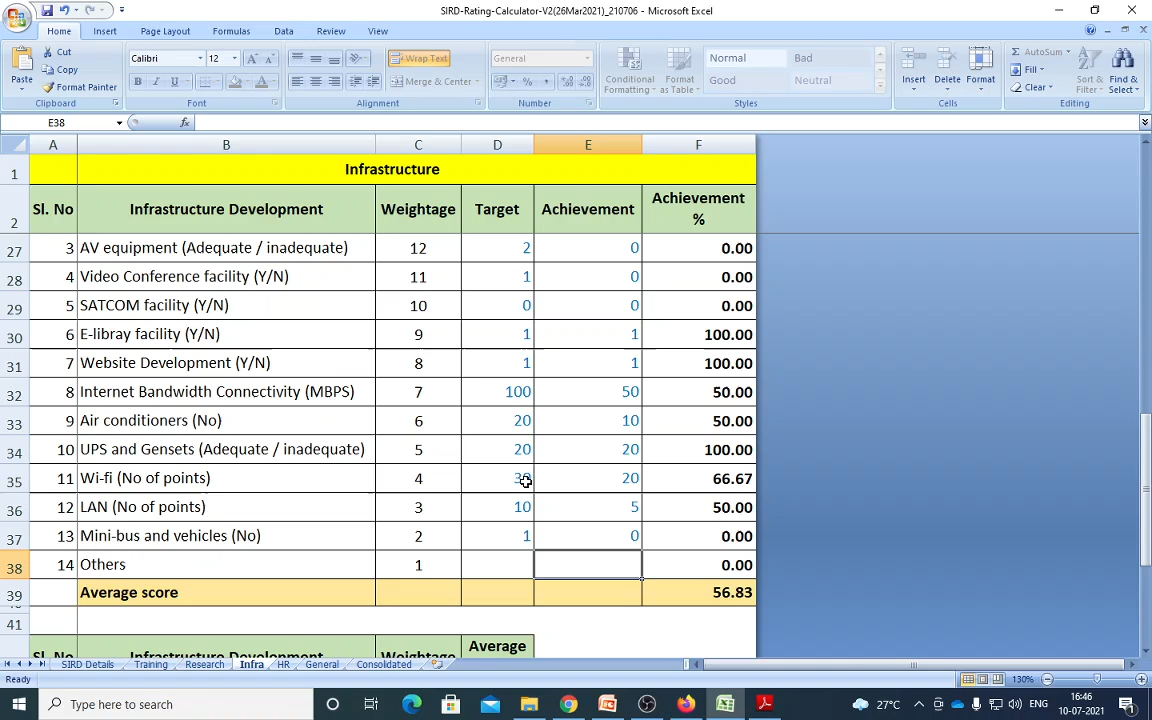 SIRD-Rating-Calculator-V2(26Mar2021)_210706 - Microsoft Excel
Home Insert Page Layout Formulas Data Review View
Paste Cut Copy Format Painter Clipboard
Calibri 12 B I U Font
Wrap Text Merge & Center Alignment
General % Number
Conditional Formatting Format as Table Normal Bad Good Neutral Styles
Insert Delete Format Cells
AutoSum Fill Clear Sort & Filter Find & Select Editing
E38 fx
A B C D E F
1 Infrastructure
2 Sl. No Infrastructure Development Weightage Target Achievement Achievement %
27 3 AV equipment (Adequate / inadequate) 12 2 0 0.00
28 4 Video Conference facility (Y/N) 11 1 0 0.00
29 5 SATCOM facility (Y/N) 10 0 0 0.00
30 6 E-libray facility (Y/N) 9 1 1 100.00
31 7 Website Development (Y/N) 8 1 1 100.00
32 8 Internet Bandwidth Connectivity (MBPS) 7 100 50 50.00
33 9 Air conditioners (No) 6 20 10 50.00
34 10 UPS and Gensets (Adequate / inadequate) 5 20 20 100.00
35 11 Wi-fi (No of points) 4 30 20 66.67
36 12 LAN (No of points) 3 10 5 50.00
37 13 Mini-bus and vehicles (No) 2 1 0 0.00
38 14 Others 1 0.00
39 Average score 56.83
41
Sl. No Infrastructure Development Weightage Average
SIRD Details Training Research Infra HR General Consolidated
Ready 130%
Type here to search 27°C ENG 16:46
10-07-2021